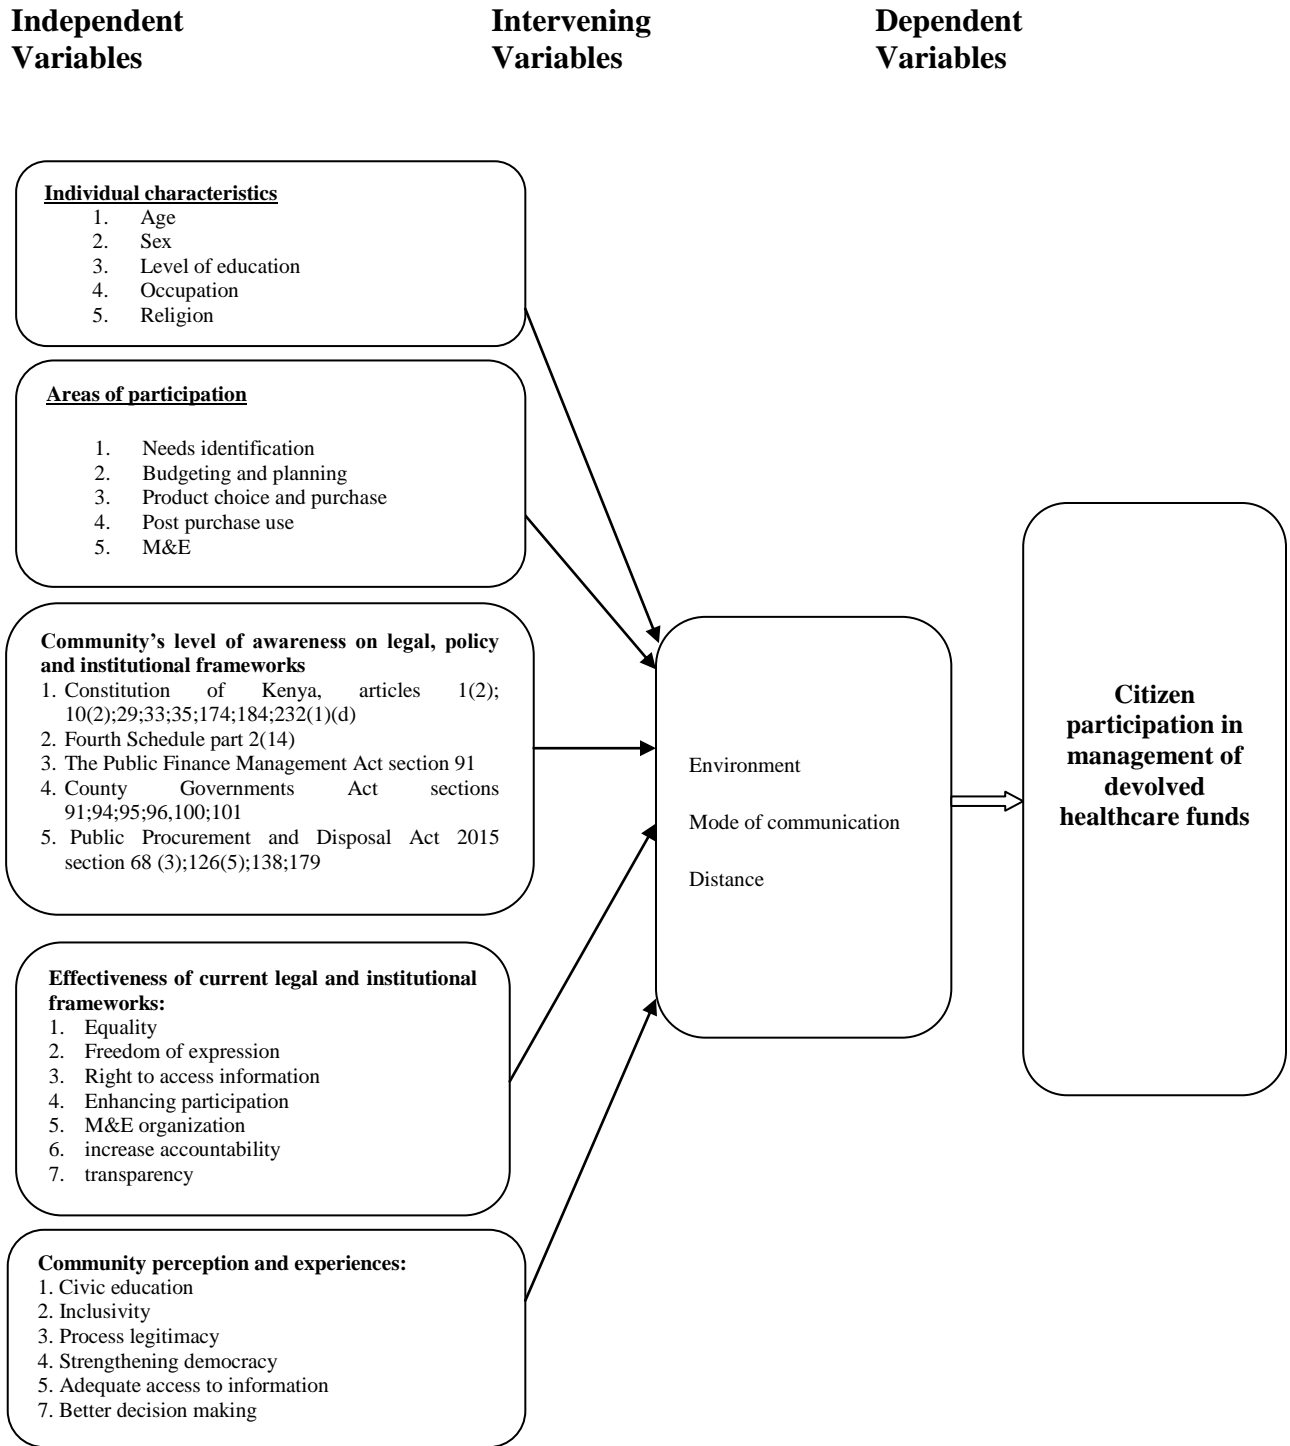 Independent Variables
Intervening Variables
Dependent Variables
Individual characteristics
1. Age
2. Sex
3. Level of education
4. Occupation
5. Religion
Areas of participation
1. Needs identification
2. Budgeting and planning
3. Product choice and purchase
4. Post purchase use
5. M&E
Community’s level of awareness on legal, policy
and institutional frameworks
1. Constitution of Kenya, articles 1(2);
10(2);29;33;35;174;184;232(1)(d)
2. Fourth Schedule part 2(14)
3. The Public Finance Management Act section 91
4. County Governments Act sections
91;94;95;96,100;101
5. Public Procurement and Disposal Act 2015
section 68 (3);126(5);138;179
Effectiveness of current legal and institutional
frameworks:
1. Equality
2. Freedom of expression
3. Right to access information
4. Enhancing participation
5. M&E organization
6. increase accountability
7. transparency
Community perception and experiences:
1. Civic education
2. Inclusivity
3. Process legitimacy
4. Strengthening democracy
5. Adequate access to information
7. Better decision making
Environment
Mode of communication
Distance
Citizen
participation in
management of
devolved
healthcare funds